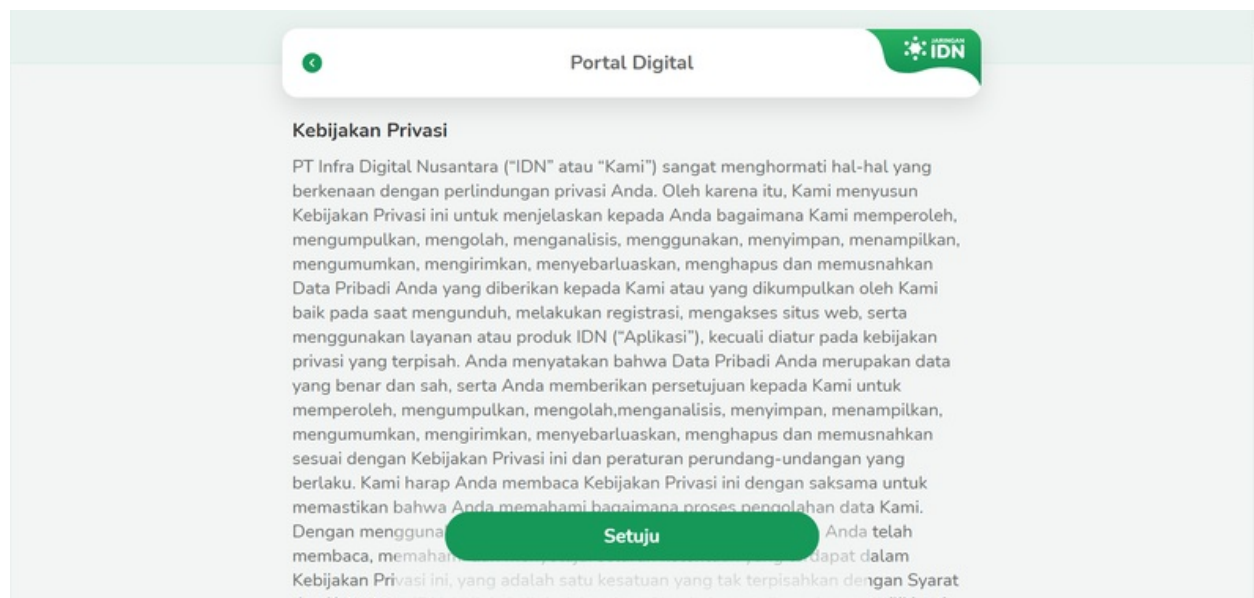 Portal Digital
JARINGAN
IDN
Kebijakan Privasi
PT Infra Digital Nusantara (“IDN” atau “Kami”) sangat menghormati hal-hal yang
berkenaan dengan perlindungan privasi Anda. Oleh karena itu, Kami menyusun
Kebijakan Privasi ini untuk menjelaskan kepada Anda bagaimana Kami memperoleh,
mengumpulkan, mengolah, menganalisis, menggunakan, menyimpan, menampilkan,
mengumumkan, mengirimkan, menyebarluaskan, menghapus dan memusnahkan
Data Pribadi Anda yang diberikan kepada Kami atau yang dikumpulkan oleh Kami
baik pada saat mengunduh, melakukan registrasi, mengakses situs web, serta
menggunakan layanan atau produk IDN (“Aplikasi”), kecuali diatur pada kebijakan
privasi yang terpisah. Anda menyatakan bahwa Data Pribadi Anda merupakan data
yang benar dan sah, serta Anda memberikan persetujuan kepada Kami untuk
memperoleh, mengumpulkan, mengolah,menganalisis, menyimpan, menampilkan,
mengumumkan, mengirimkan, menyebarluaskan, menghapus dan memusnahkan
sesuai dengan Kebijakan Privasi ini dan peraturan perundang-undangan yang
berlaku. Kami harap Anda membaca Kebijakan Privasi ini dengan saksama untuk
memastikan bahwa Anda memahami bagaimana proses pengolahan data Kami.
Dengan Anda telah
Setuju
membaca, dalam
Kebijakan Privasi ini, yang adalah satu kesatuan yang tak terpisahkan dengan Syarat